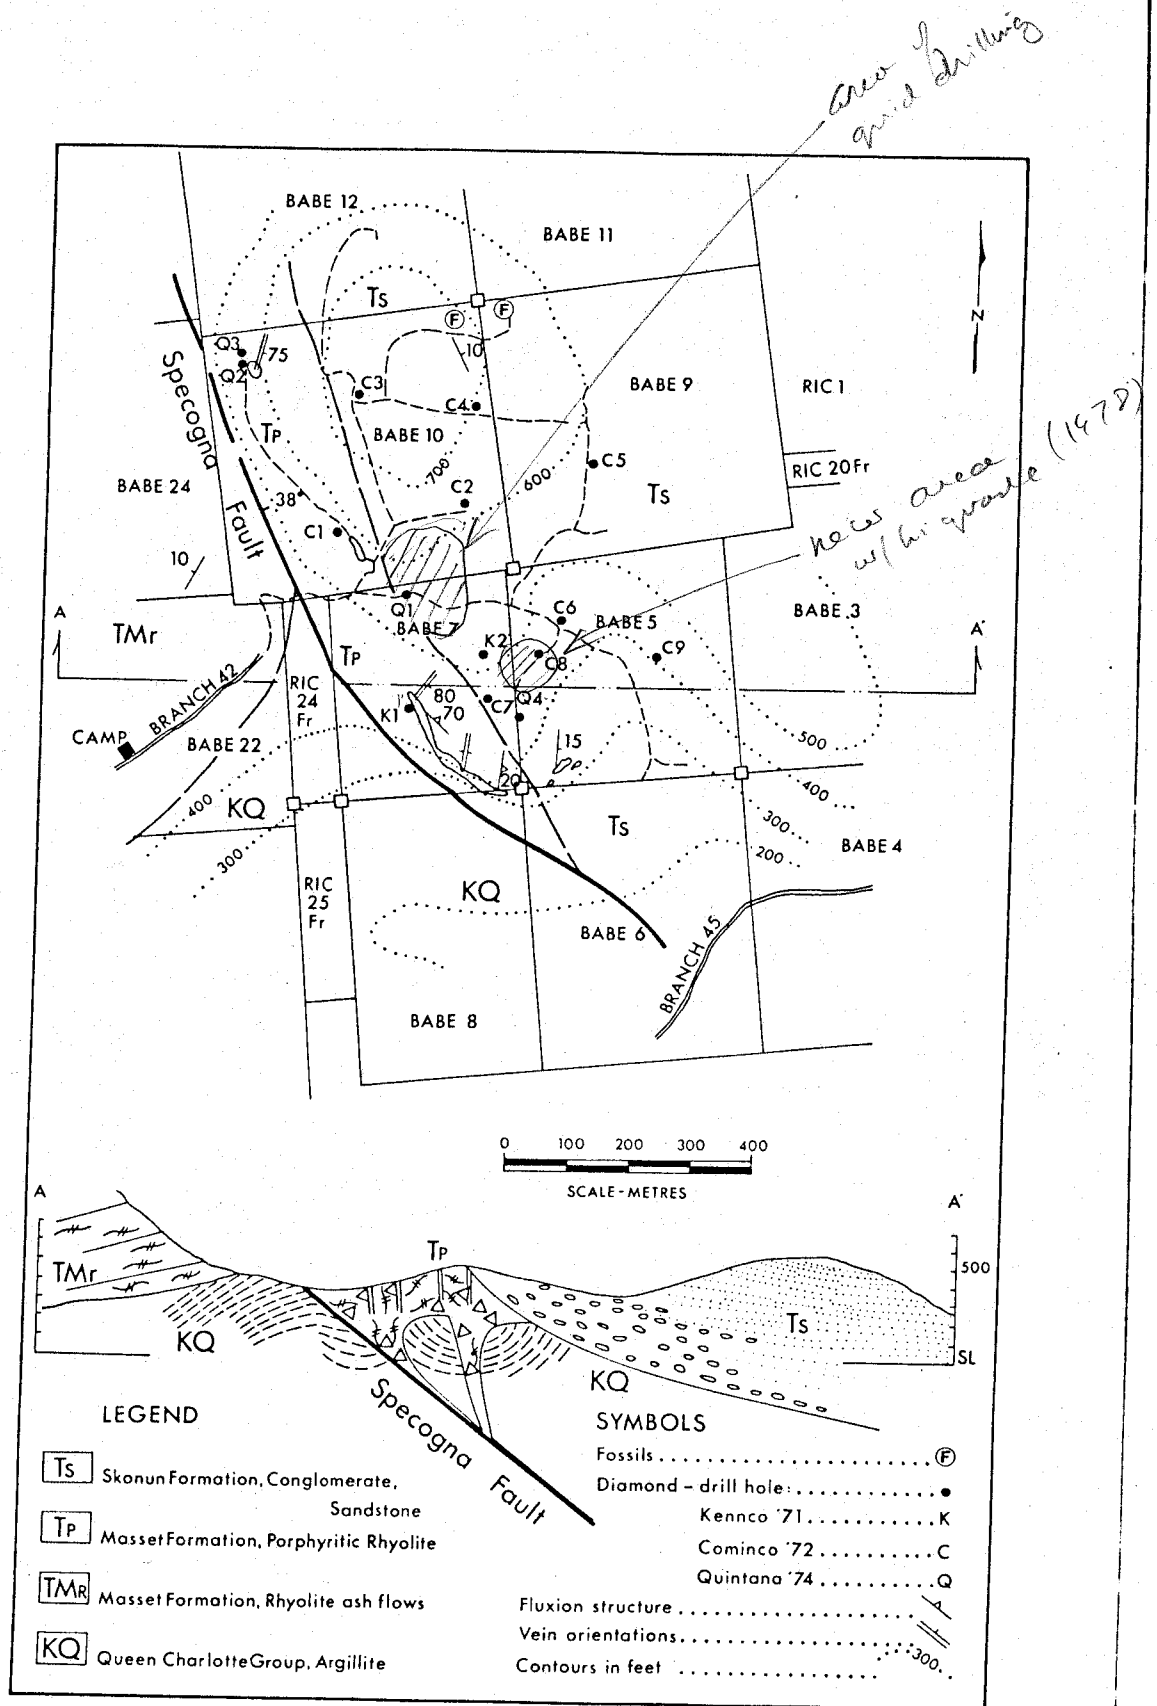 area of
grid drilling
BABE 12
BABE 11
Ts
F
F
N
Q3
75
Q2
10
C3
C4
BABE 9
RIC 1
Specogna
Fault
Tp
BABE 10
700
600
C5
RIC 20 Fr
BABE 24
38
C2
Ts
new area
w/ hi grade (1978)
C1
10
A
TMr
Q1
BABE 7
C6
BABE 5
BABE 3
A'
Tp
K2
C8
C9
BRANCH 42
RIC
24
Fr
80
70
K1
C7
Q4
CAMP
BABE 22
15
500
20
400
KQ
400
300
Ts
300
200
BABE 4
RIC
25
Fr
KQ
BABE 6
BRANCH 45
BABE 8
0 100 200 300 400
SCALE-METRES
A
A'
Tp
TMr
500
Ts
KQ
SL
KQ
Specogna Fault
LEGEND
Ts Skonun Formation, Conglomerate,
Sandstone
Tp Masset Formation, Porphyritic Rhyolite
TMR Masset Formation, Rhyolite ash flows
KQ Queen Charlotte Group, Argillite
SYMBOLS
Fossils ........................ F
Diamond - drill hole: ............
Kennco '71 ........... K
Cominco '72 .......... C
Quintana '74 ......... Q
Fluxion structure ....................
Vein orientations ....................
Contours in feet .................... 300